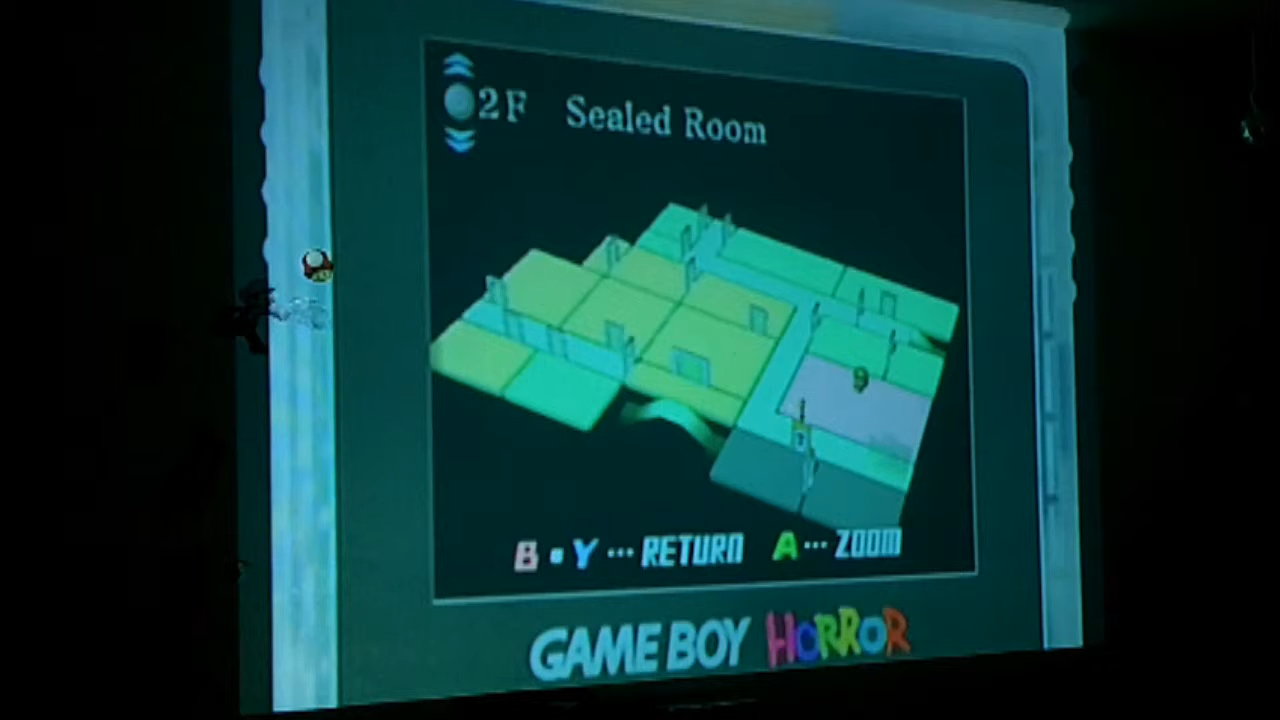 2F Sealed Room
B • Y ··· RETURN A ··· ZOOM
GAME BOY HORROR